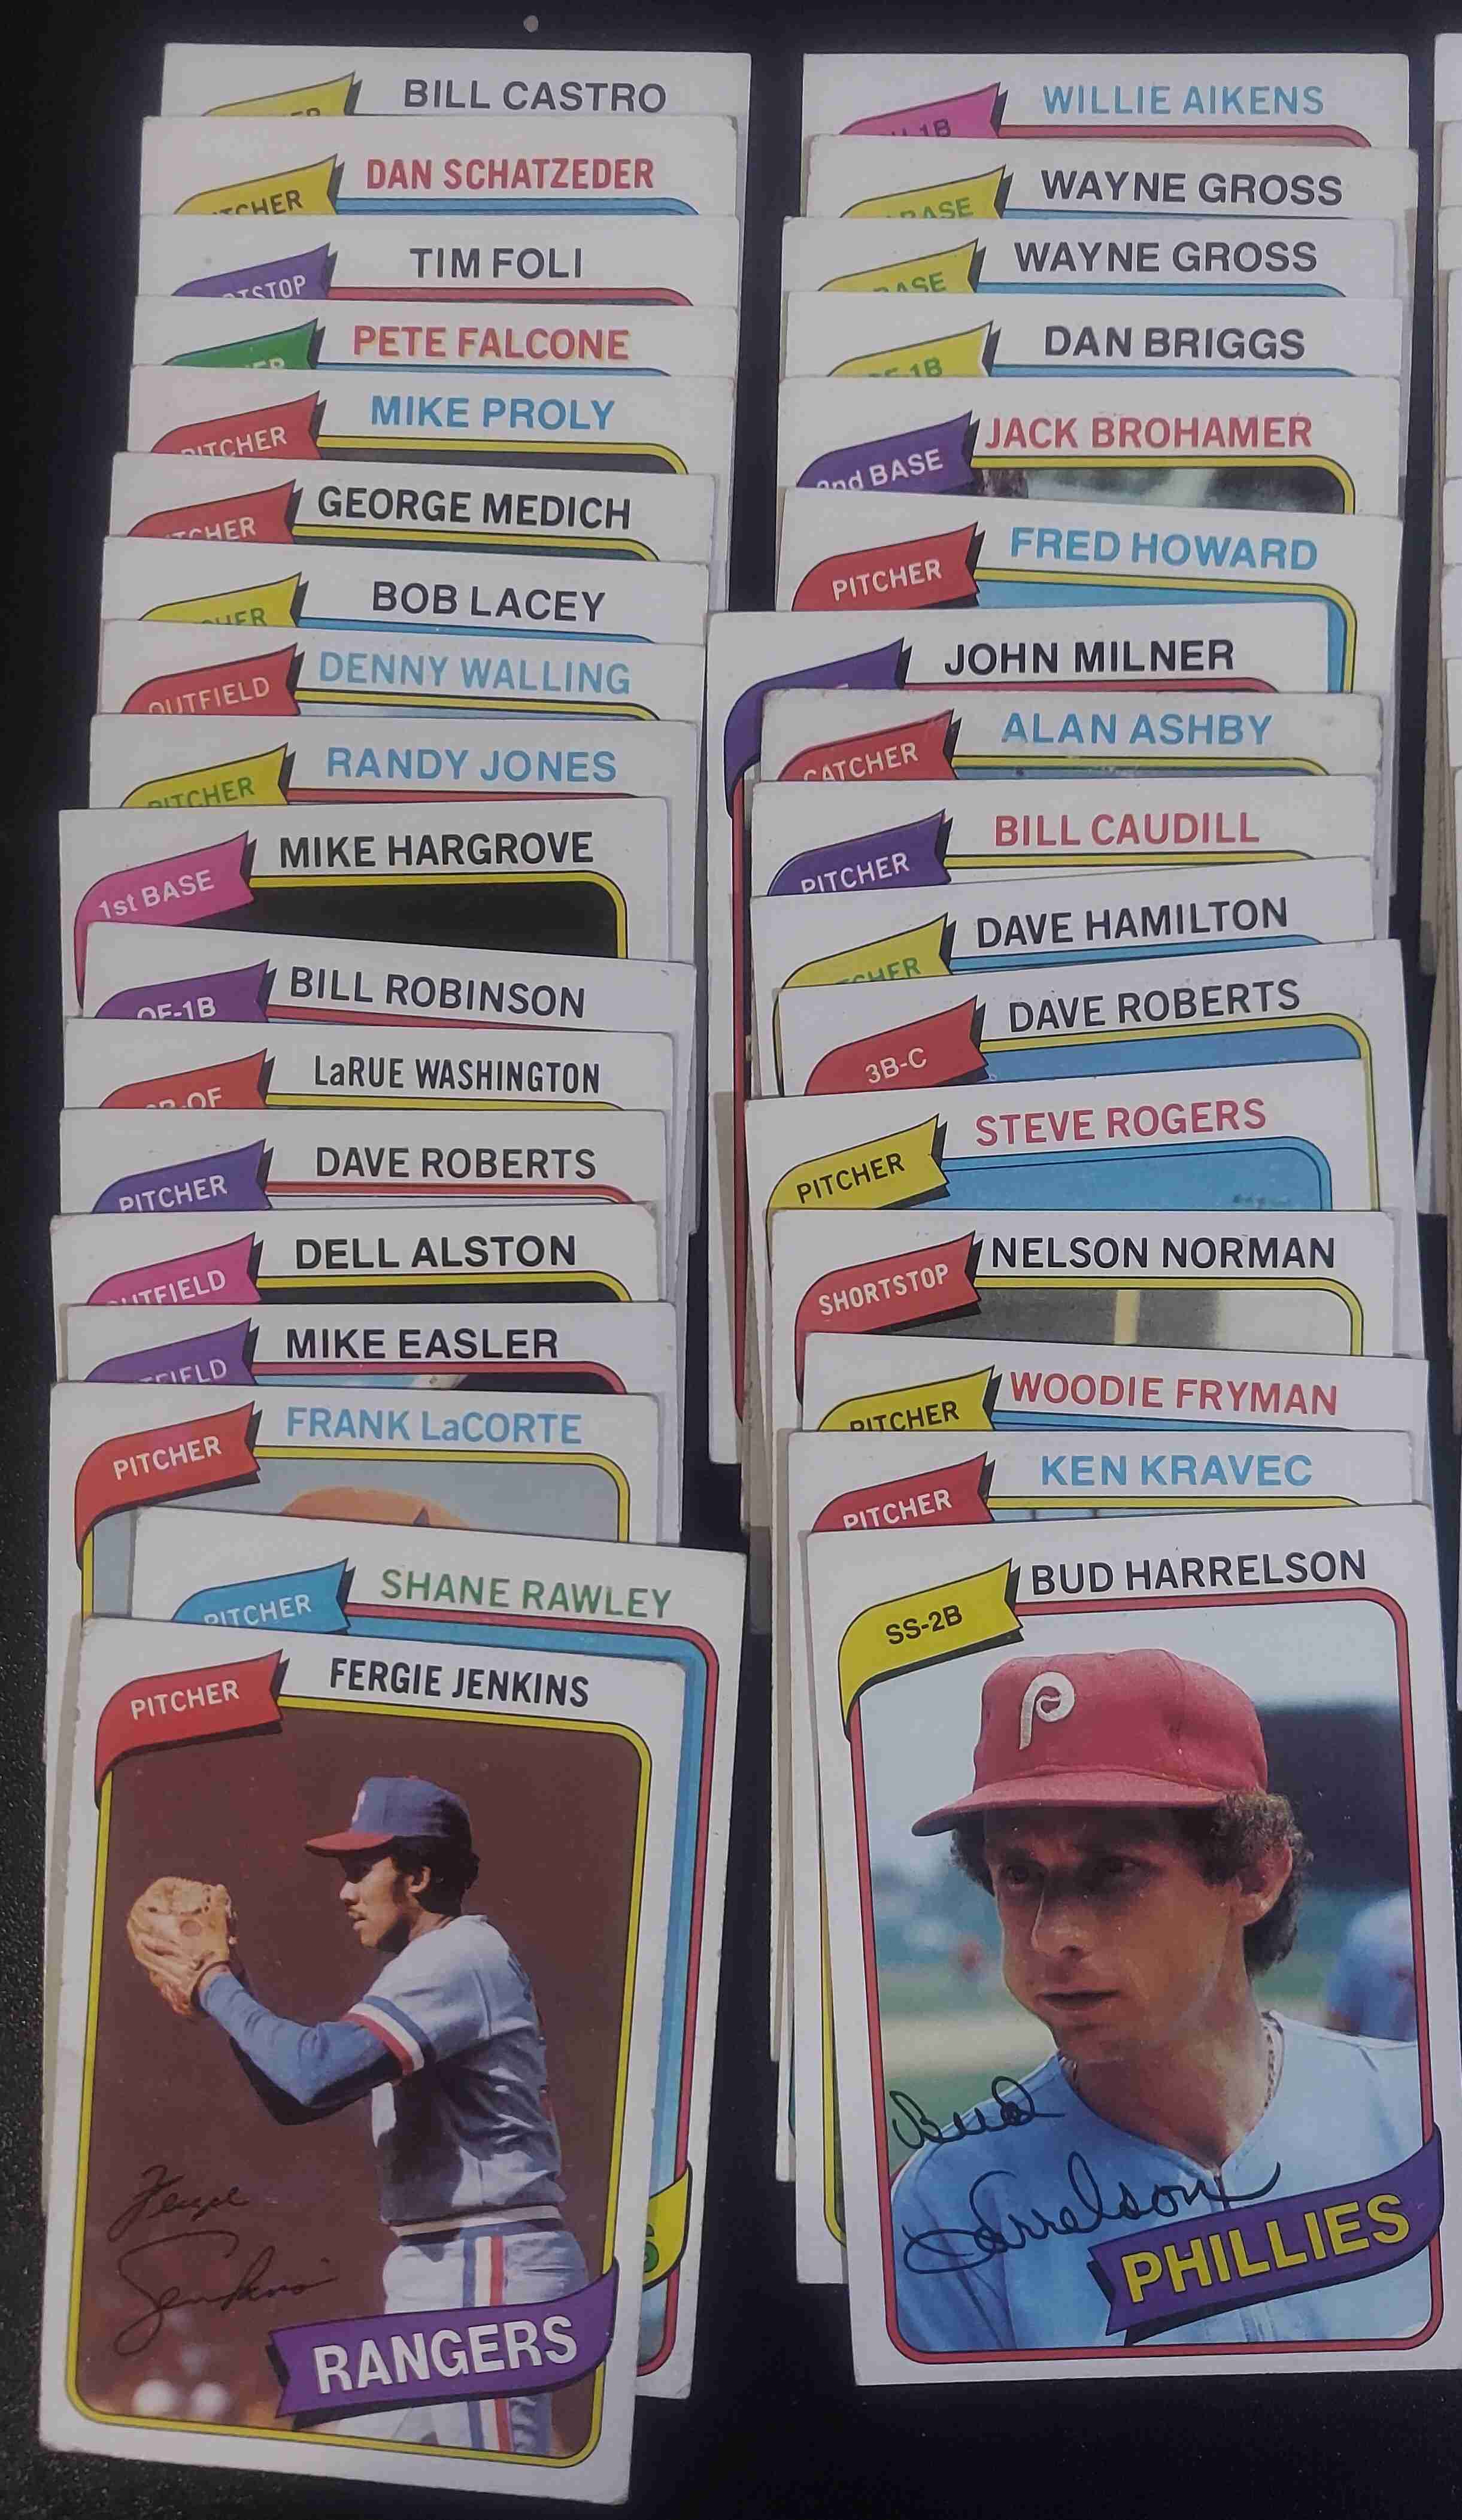 BILL CASTRO
DAN SCHATZEDER
TIM FOLI
PETE FALCONE
MIKE PROLY
PITCHER
GEORGE MEDICH
BOB LACEY
DENNY WALLING
OUTFIELD
RANDY JONES
PITCHER
MIKE HARGROVE
1st BASE
BILL ROBINSON
OF-1B
LaRUE WASHINGTON
DAVE ROBERTS
PITCHER
DELL ALSTON
MIKE EASLER
FRANK LaCORTE
PITCHER
SHANE RAWLEY
PITCHER
FERGIE JENKINS
PITCHER
Fergie
Jenkins
RANGERS
WILLIE AIKENS
WAYNE GROSS
WAYNE GROSS
DAN BRIGGS
JACK BROHAMER
2nd BASE
FRED HOWARD
PITCHER
JOHN MILNER
ALAN ASHBY
CATCHER
BILL CAUDILL
PITCHER
DAVE HAMILTON
DAVE ROBERTS
3B-C
STEVE ROGERS
PITCHER
NELSON NORMAN
SHORTSTOP
WOODIE FRYMAN
PITCHER
KEN KRAVEC
PITCHER
BUD HARRELSON
SS-2B
Bud
Harrelson
PHILLIES